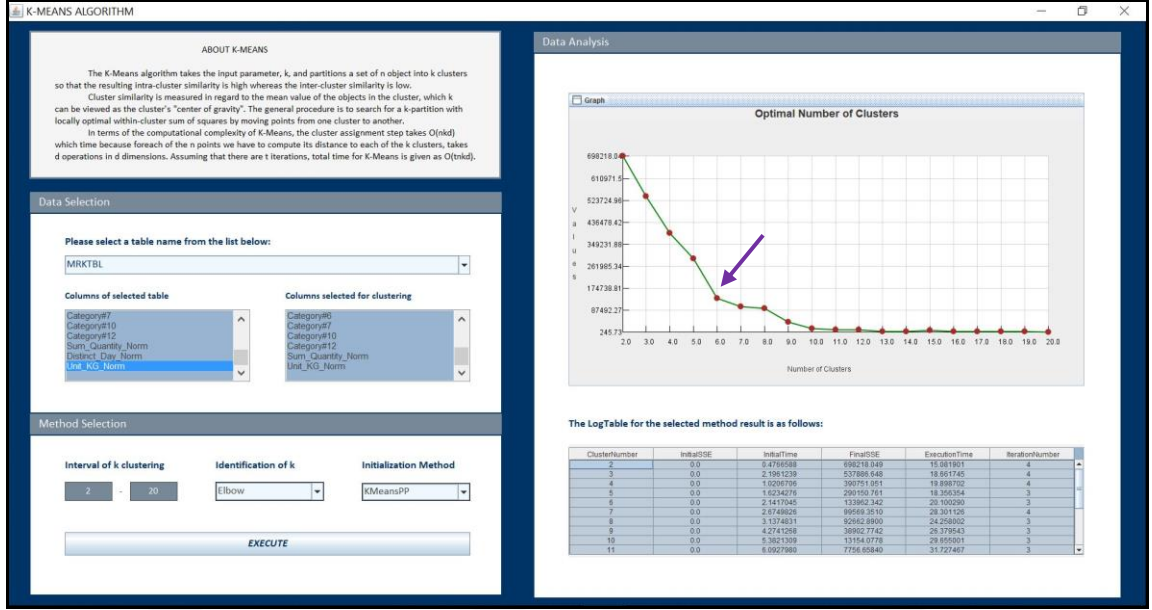 K-MEANS ALGORITHM
ABOUT K-MEANS
The K-Means algorithm takes the input parameter, k, and partitions a set of n object into k clusters
so that the resulting intra-cluster similarity is high whereas the inter-cluster similarity is low.
Cluster similarity is measured in regard to the mean value of the objects in the cluster, which k
can be viewed as the cluster's "center of gravity". The general procedure is to search for a k-partition with
locally optimal within-cluster sum of squares by moving points from one cluster to another.
In terms of the computational complexity of K-Means, the cluster assignment step takes O(nkd)
which time because foreach of the n points we have to compute its distance to each of the k clusters, takes
d operations in d dimensions. Assuming that there are t iterations, total time for K-Means is given as O(tnkd).
Data Selection
Please select a table name from the list below:
MRKTBL
Columns of selected table
Category#7
Category#10
Category#12
Sum_Quantity_Norm
Distinct_Day_Norm
Unit_KG_Norm
Columns selected for clustering
Category#6
Category#7
Category#10
Category#12
Sum_Quantity_Norm
Unit_KG_Norm
Method Selection
Interval of k clustering
2 - 20
Identification of k
Elbow
Initialization Method
KMeansPP
EXECUTE
Data Analysis
Graph
Optimal Number of Clusters
Values
698218.04
610971.5
523724.96
436478.42
349231.88
261985.34
174738.81
87492.27
245.73
2.0 3.0 4.0 5.0 6.0 7.0 8.0 9.0 10.0 11.0 12.0 13.0 14.0 15.0 16.0 17.0 18.0 19.0 20.0
Number of Clusters
The LogTable for the selected method result is as follows:
ClusterNumber InitialSSE InitialTime FinalSSE ExecutionTime IterationNumber
2 0.0 0.4766588 698218.049 15.081901 4
3 0.0 2.1961239 537886.648 18.661745 4
4 0.0 1.6206706 390751.051 19.898702 4
5 0.0 1.6234276 290150.761 18.356354 3
6 0.0 2.1417045 133962.342 20.100290 3
7 0.0 2.6749826 99569.3510 28.301126 4
8 0.0 3.1374831 92662.8900 24.258002 3
9 0.0 4.2741268 38902.7742 26.379543 3
10 0.0 5.3821309 13154.0778 29.655001 3
11 0.0 6.0927980 7756.65840 31.727467 3